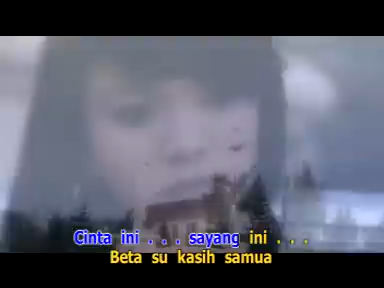 Cinta ini . . . sayang ini . . .
Beta su kasih samua